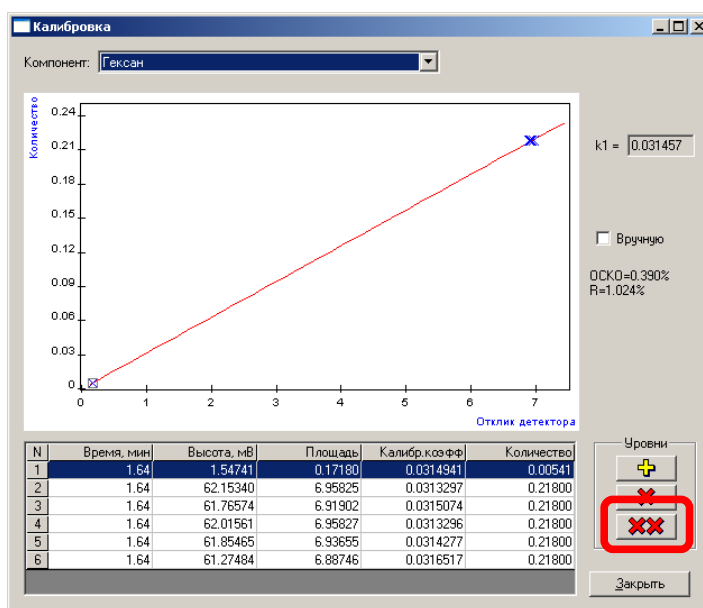 Калибровка
Компонент: Гексан
Количество
0.24
0.21
0.18
0.15
0.12
0.09
0.06
0.03
0
0 1 2 3 4 5 6 7
Отклик детектора
k1 = 0.031457
Вручную
ОСКО=0.390%
R=1.024%
N Время, мин Высота, мВ Площадь Калибр.коэфф Количество
1 1.64 1.54741 0.17180 0.0314941 0.00541
2 1.64 62.15340 6.95825 0.0313297 0.21800
3 1.64 61.76574 6.91902 0.0315074 0.21800
4 1.64 62.01561 6.95827 0.0313296 0.21800
5 1.64 61.85465 6.93655 0.0314277 0.21800
6 1.64 61.27484 6.88746 0.0316517 0.21800
Уровни
Закрыть